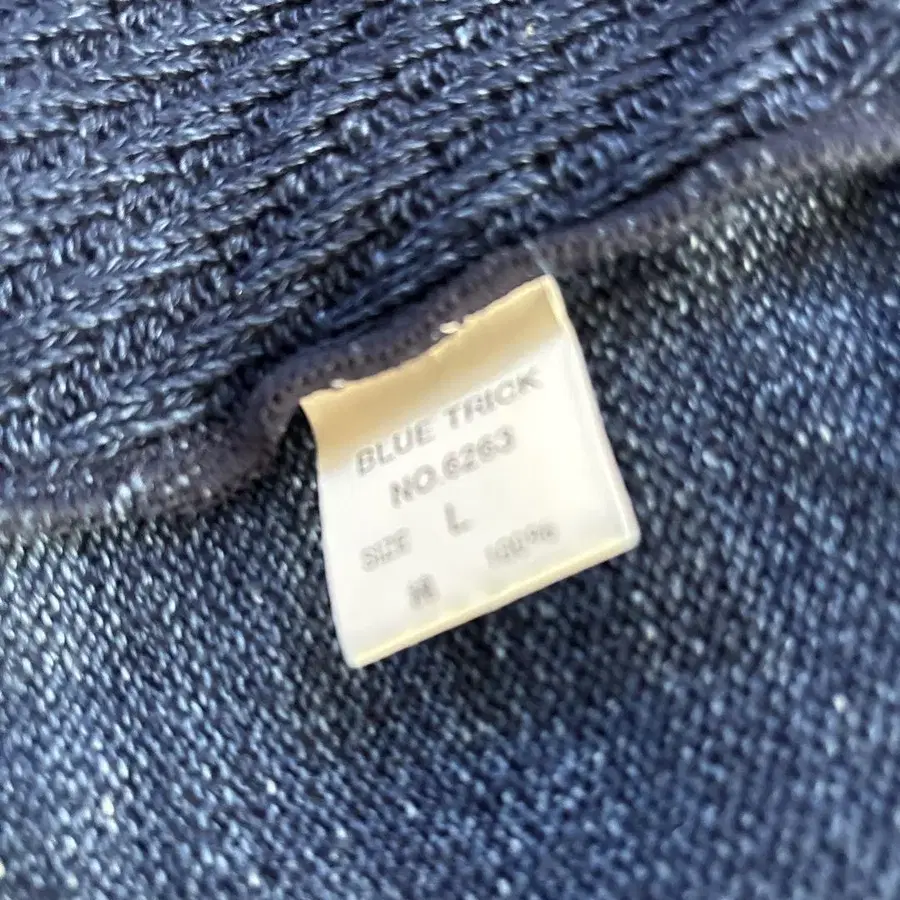 BLUE TRICK
NO.6263
SIZE L
100%